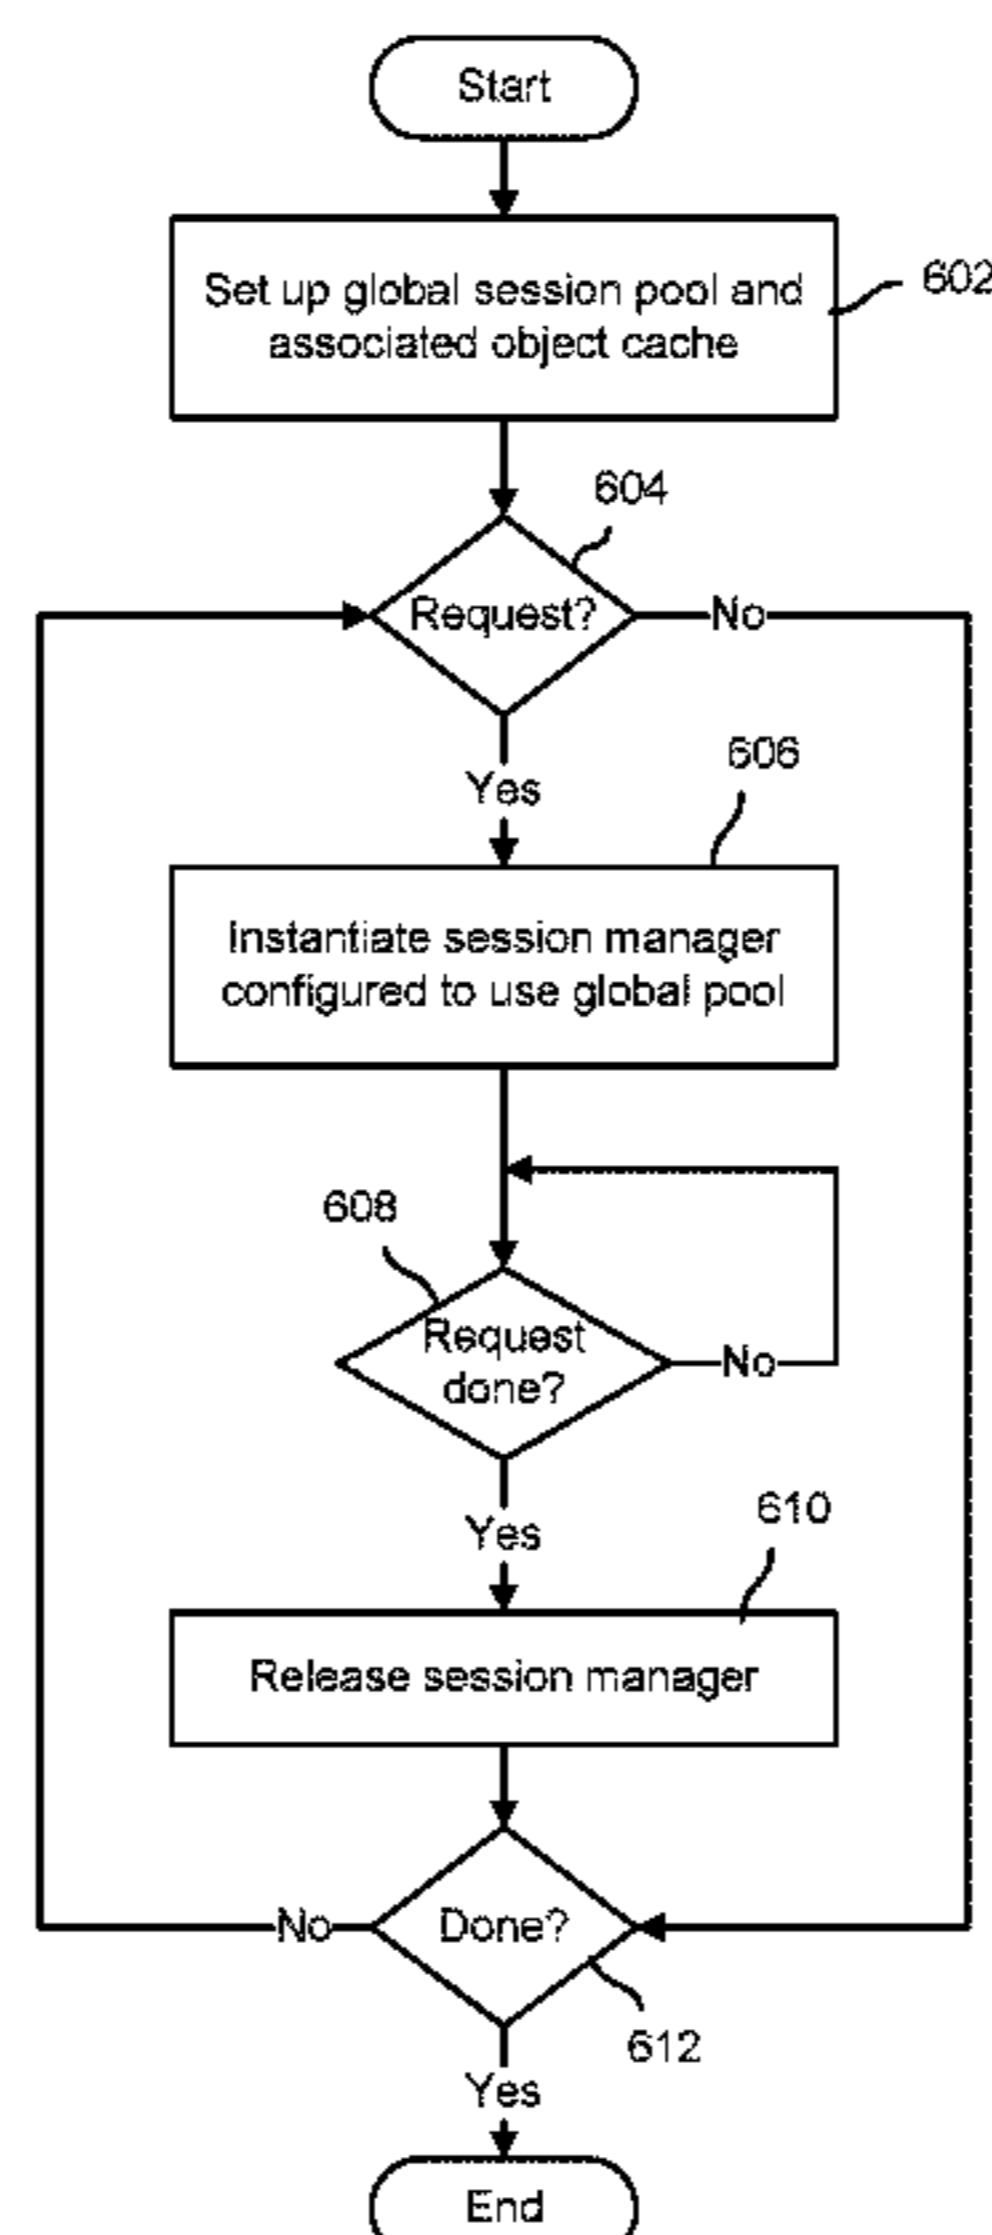 Start
Set up global session pool and
associated object cache
602
604
Request?
No
Yes
606
Instantiate session manager
configured to use global pool
608
Request
done?
No
Yes
610
Release session manager
No
Done?
612
Yes
End